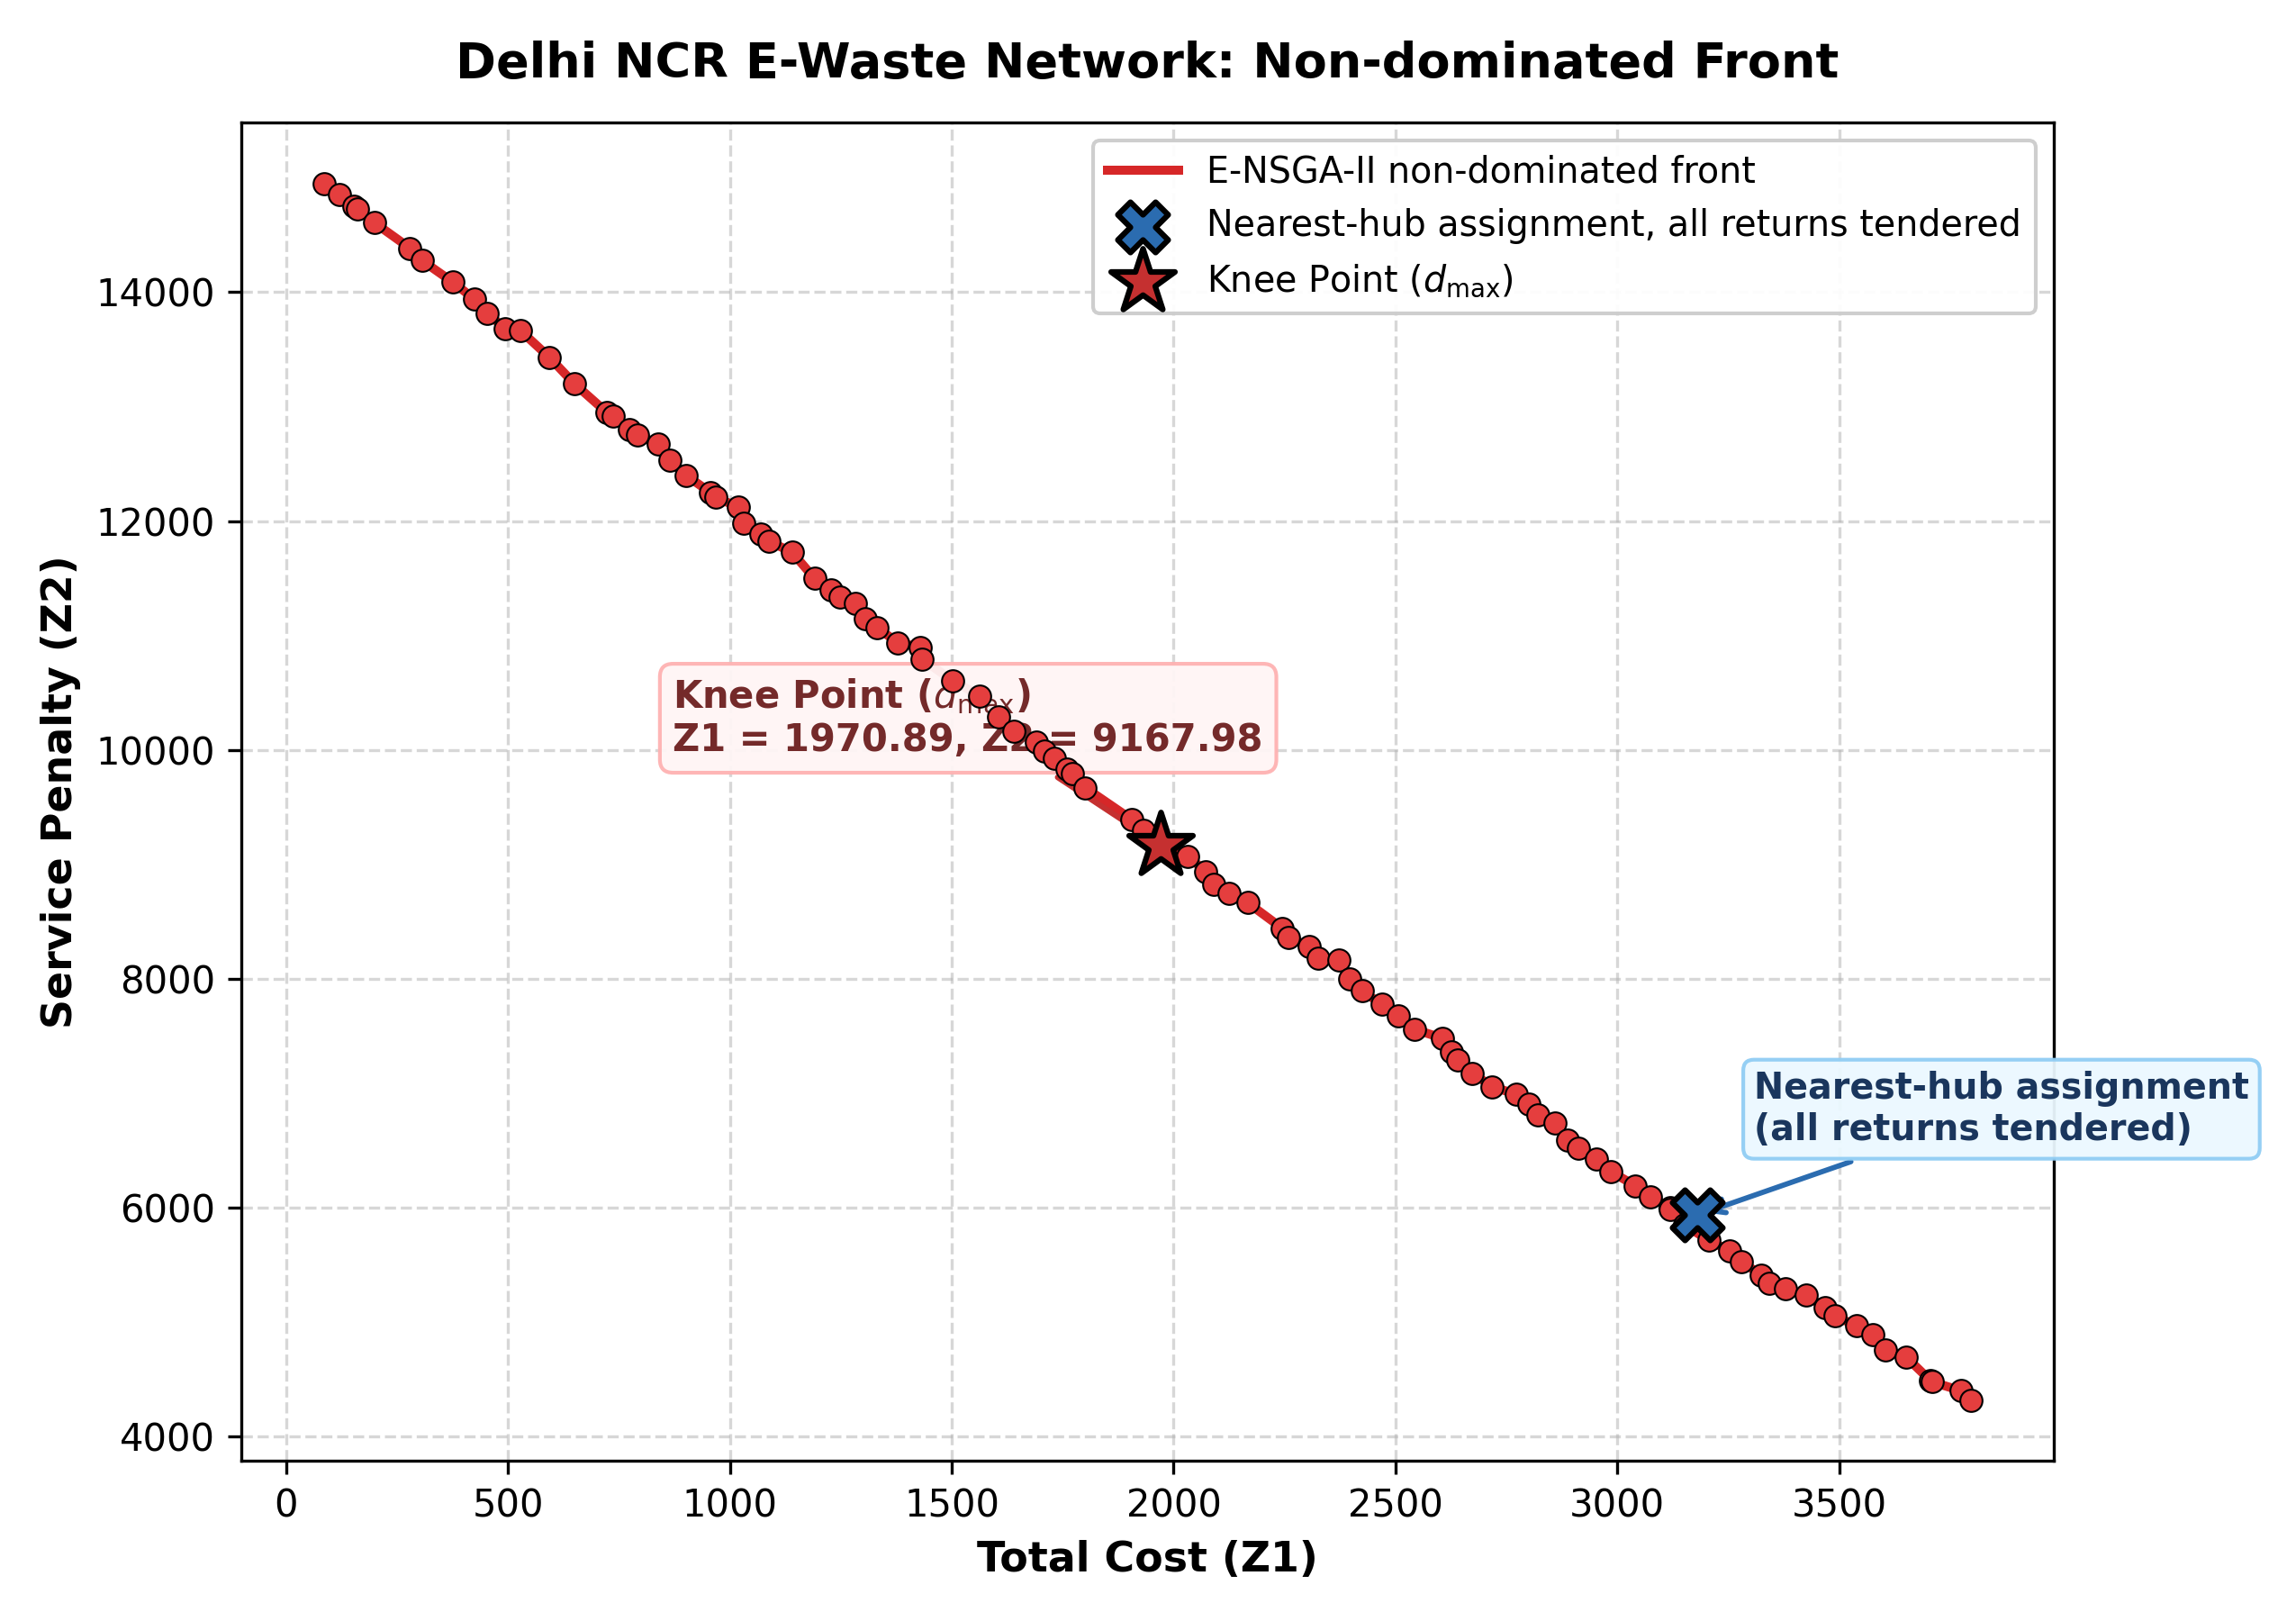 Delhi NCR E-Waste Network: Non-dominated Front
E-NSGA-II non-dominated front
Nearest-hub assignment, all returns tendered
Knee Point (d_max)
14000
12000
10000
8000
6000
4000
Service Penalty (Z2)
Knee Point (d_max)
Z1 = 1970.89, Z2 = 9167.98
Nearest-hub assignment
(all returns tendered)
0 500 1000 1500 2000 2500 3000 3500
Total Cost (Z1)